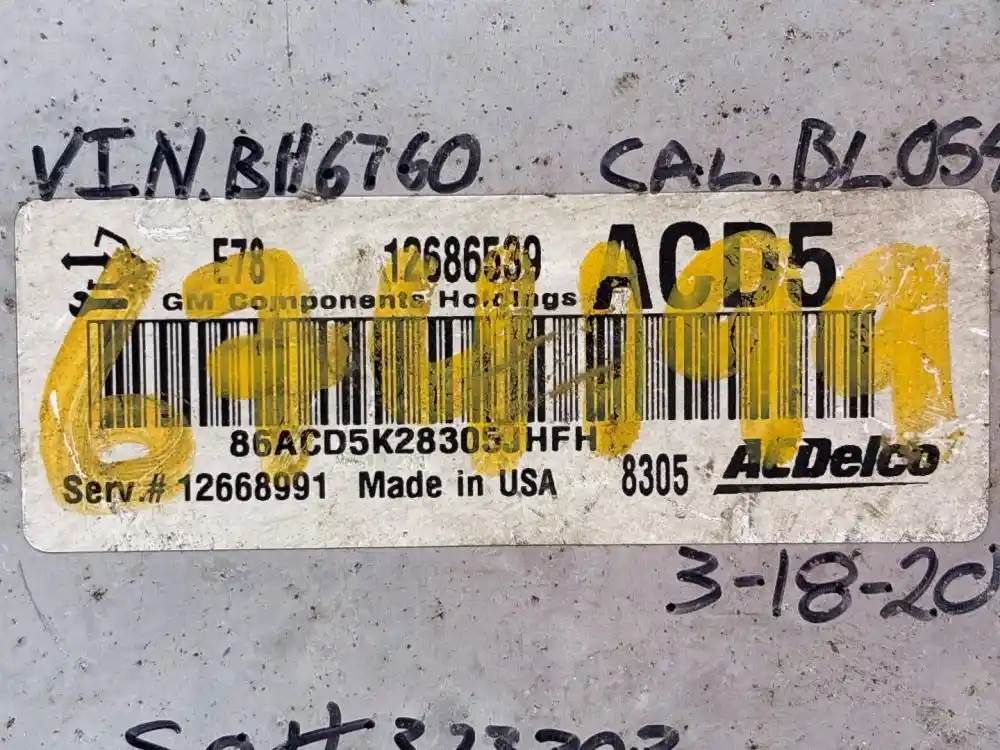 VIN.BH6760 CAL.BL054
E78 12686539 ACD5
GM Components Holdings
86ACD5K28305JHFH
Serv.# 12668991 Made in USA 8305 ACDelco
3-18-20